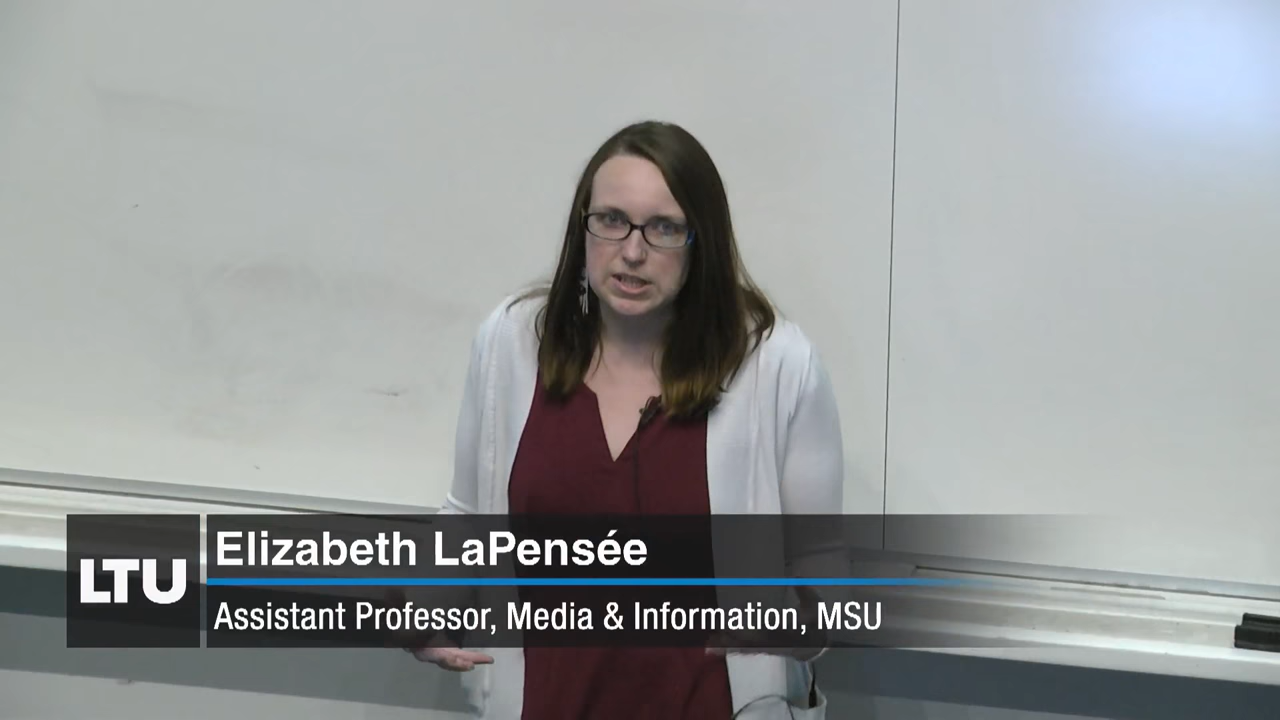 LTU
Elizabeth LaPensée
Assistant Professor, Media & Information, MSU